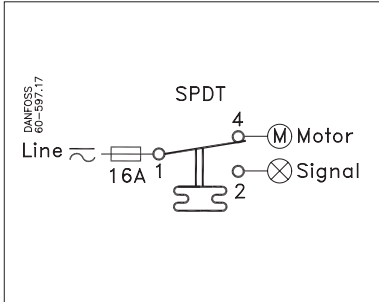 DANFOSS
60-597.17
SPDT
4
M Motor
Line
16A
1
Signal
2